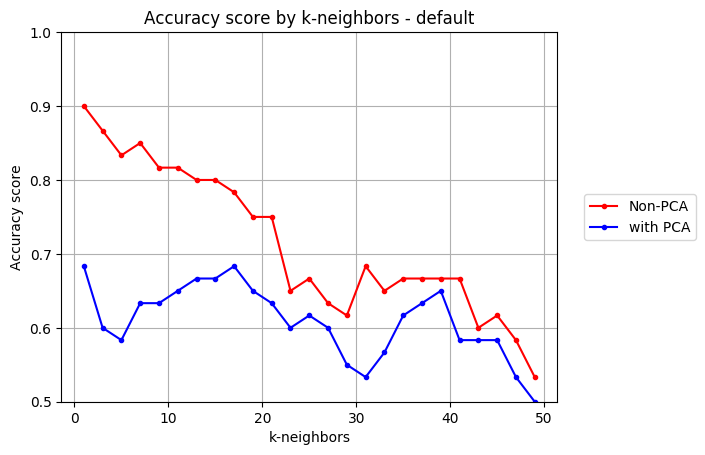 Accuracy score by k-neighbors - default
1.0
0.9
0.8
0.7
0.6
0.5
Accuracy score
0 10 20 30 40 50
k-neighbors
Non-PCA
with PCA